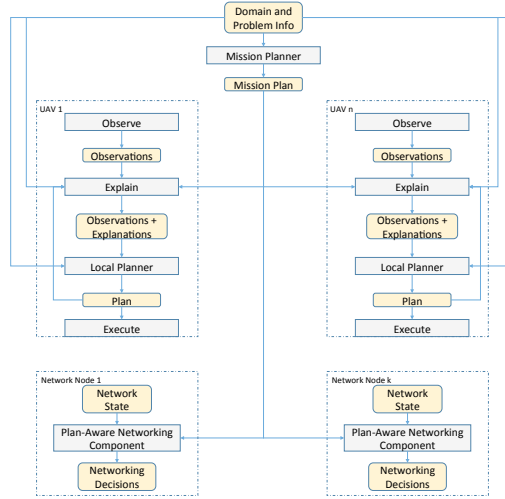 Domain and
Problem Info
Mission Planner
Mission Plan
UAV 1
Observe
Observations
Explain
Observations +
Explanations
Local Planner
Plan
Execute
UAV n
Observe
Observations
Explain
Observations +
Explanations
Local Planner
Plan
Execute
Network Node 1
Network
State
Plan-Aware Networking
Component
Networking
Decisions
Network Node k
Network
State
Plan-Aware Networking
Component
Networking
Decisions